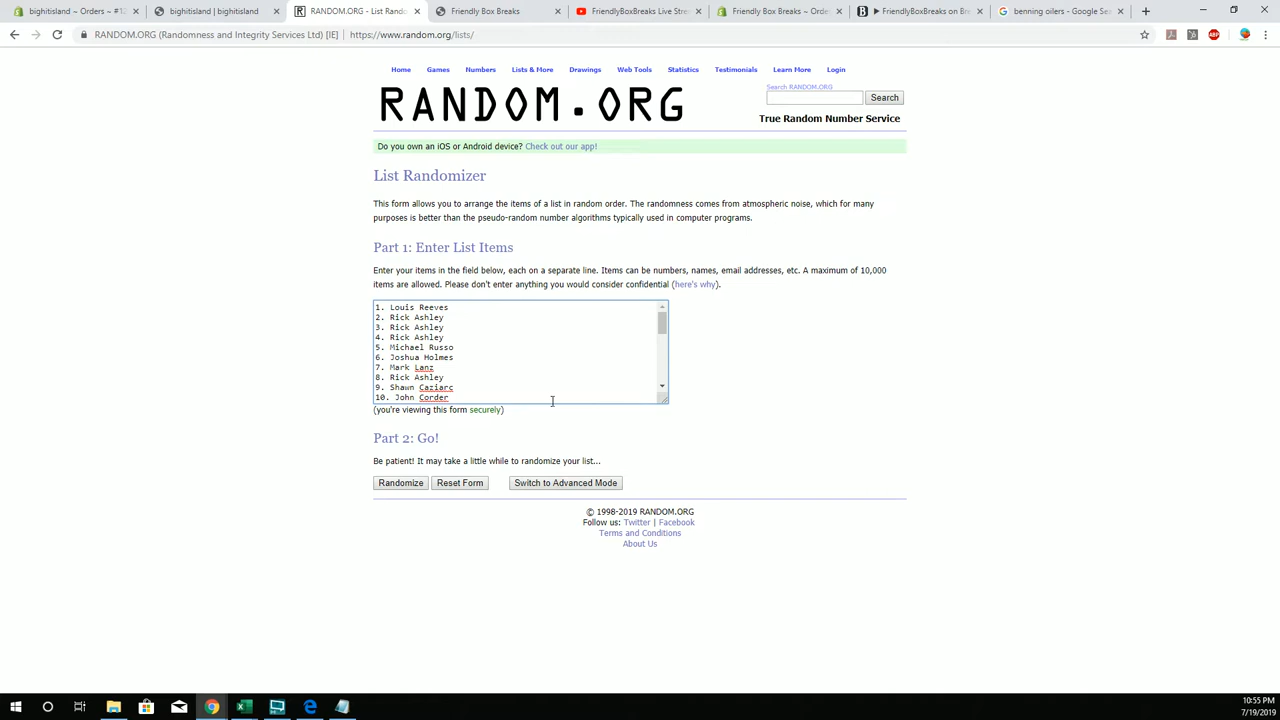 bighitisland ~ Orders ~ #12
bighitisland | bighitisland
RANDOM.ORG - List Rando
Friendly Box Breaks
FriendlyBoxBreaks Live Stre
Friendly Box Breaks ~ Orde
FriendlyBoxBreaks on Bre
benning oilers - Google Sea
RANDOM.ORG (Randomness and Integrity Services Ltd) [IE] | https://www.random.org/lists/
Home Games Numbers Lists & More Drawings Web Tools Statistics Testimonials Learn More Login
RANDOM.ORG
Search RANDOM.ORG
Search
True Random Number Service
Do you own an iOS or Android device? Check out our app!
List Randomizer
This form allows you to arrange the items of a list in random order. The randomness comes from atmospheric noise, which for many
purposes is better than the pseudo-random number algorithms typically used in computer programs.
Part 1: Enter List Items
Enter your items in the field below, each on a separate line. Items can be numbers, names, email addresses, etc. A maximum of 10,000
items are allowed. Please don't enter anything you would consider confidential (here's why).
1. Louis Reeves
2. Rick Ashley
3. Rick Ashley
4. Rick Ashley
5. Michael Russo
6. Joshua Holmes
7. Mark Lanz
8. Rick Ashley
9. Shawn Caziarc
10. John Corder
(you're viewing this form securely)
Part 2: Go!
Be patient! It may take a little while to randomize your list...
Randomize Reset Form Switch to Advanced Mode
© 1998-2019 RANDOM.ORG
Follow us: Twitter | Facebook
Terms and Conditions
About Us
10:55 PM
7/19/2019